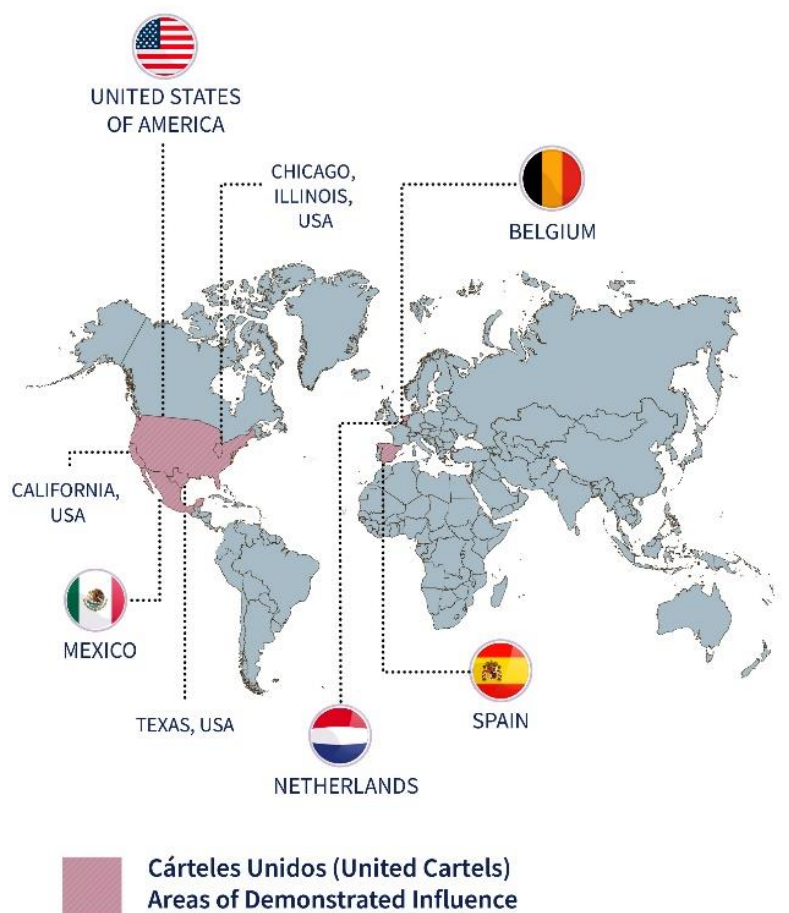 UNITED STATES
OF AMERICA
CHICAGO,
ILLINOIS,
USA
BELGIUM
CALIFORNIA,
USA
MEXICO
TEXAS, USA
SPAIN
NETHERLANDS
Cárteles Unidos (United Cartels)
Areas of Demonstrated Influence